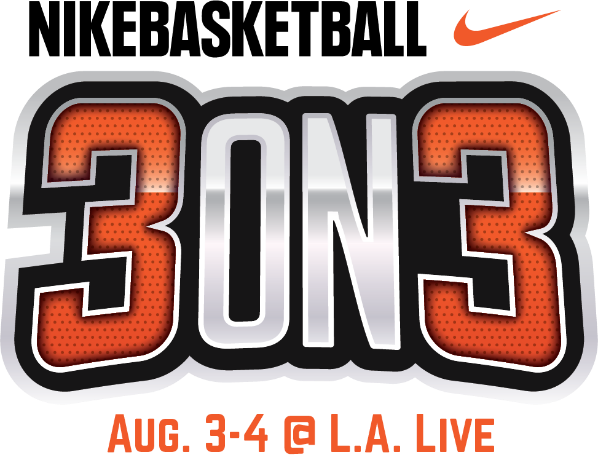 NIKEBASKETBALL
3ON3
Aug. 3-4 @ L.A. Live